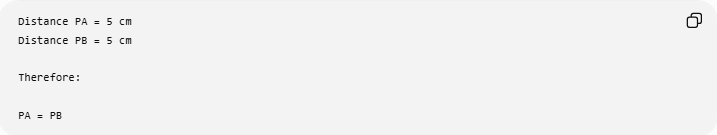 Distance PA = 5 cm
Distance PB = 5 cm
Therefore:
PA = PB